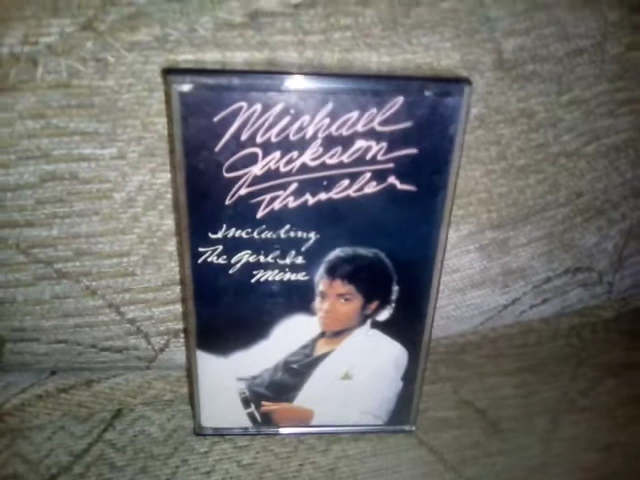 Michael
Jackson
Thriller
Including
The Girl Is
Mine